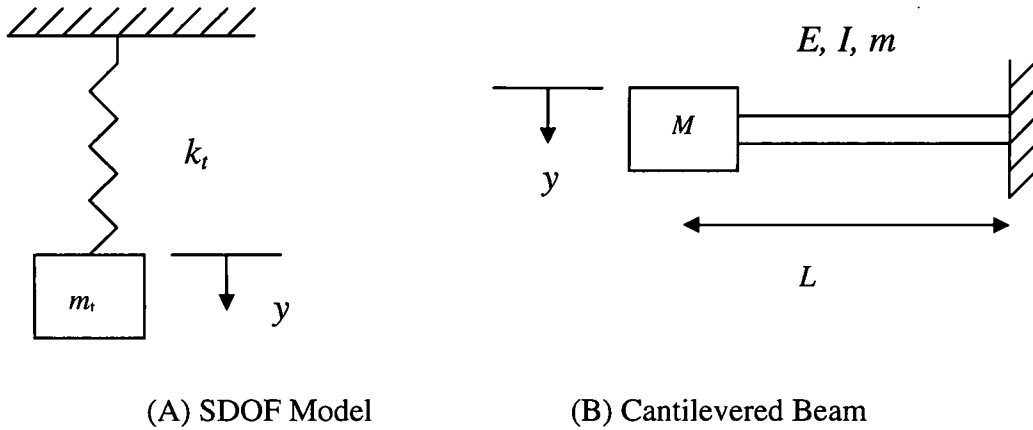 E, I, m
M
y
k_t
L
m_t
y
(A) SDOF Model
(B) Cantilevered Beam